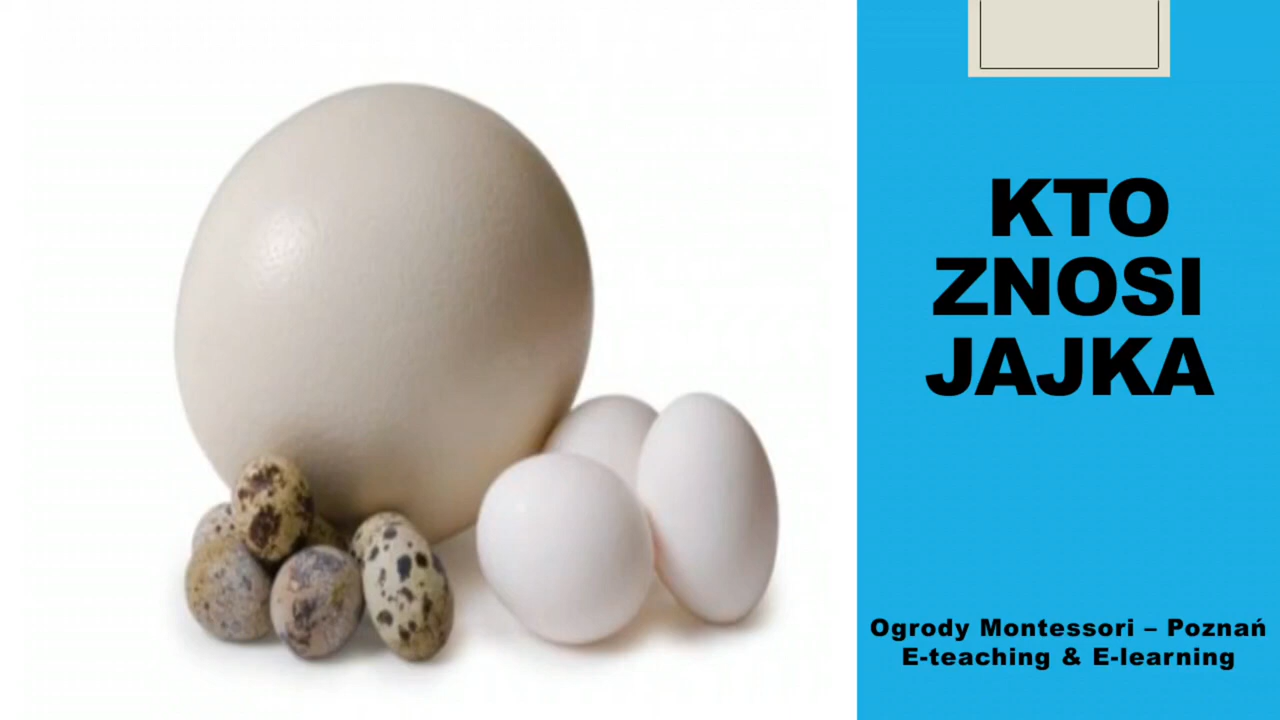 KTO
ZNOSI
JAJKA
Ogrody Montessori – Poznań
E-teaching & E-learning